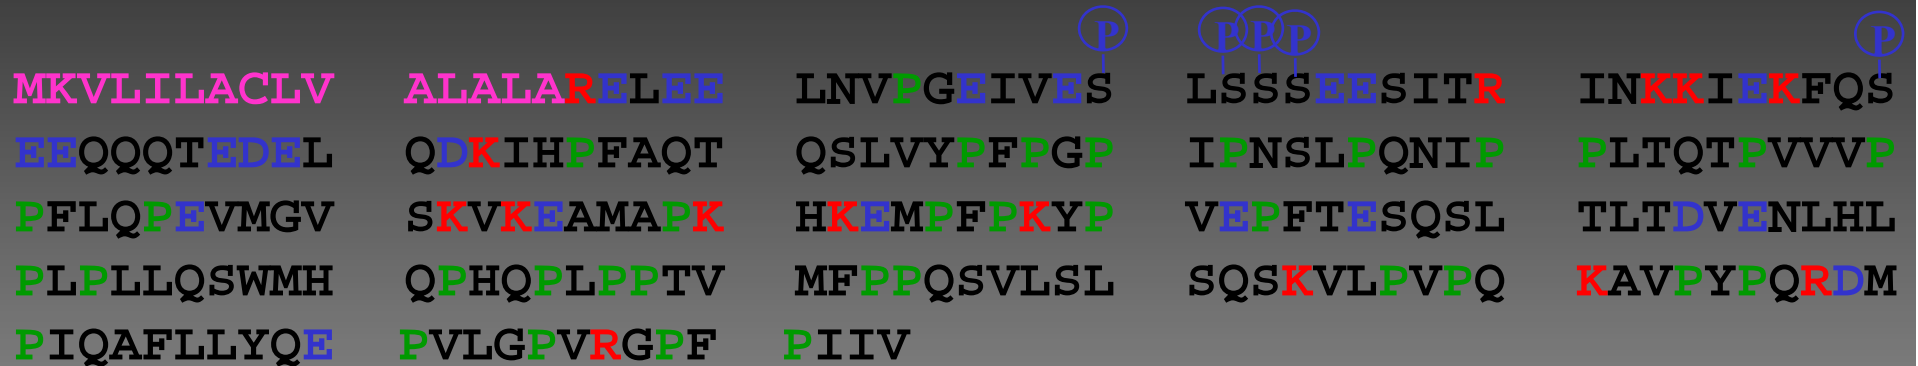 P P P P P
MKVLILACLV ALALARELEE LNVPGEIVES LSSSEESITR INKKIEKFQS
EEQQQTEDEL QDKIHPFAQT QSLVYPFPGP IPNSLPQNIP PLTQTPVVVP
PFLQPEVMGV SKVKEAMAPK HKEMPFPKYP VEPFTESQSL TLTDVENLHL
PLPLLQSWMH QPHQPLPPTV MFPPQSVLSL SQSKVLPVPQ KAVPYPQRDM
PIQAFLLYQE PVLGPVRGPF PIIV